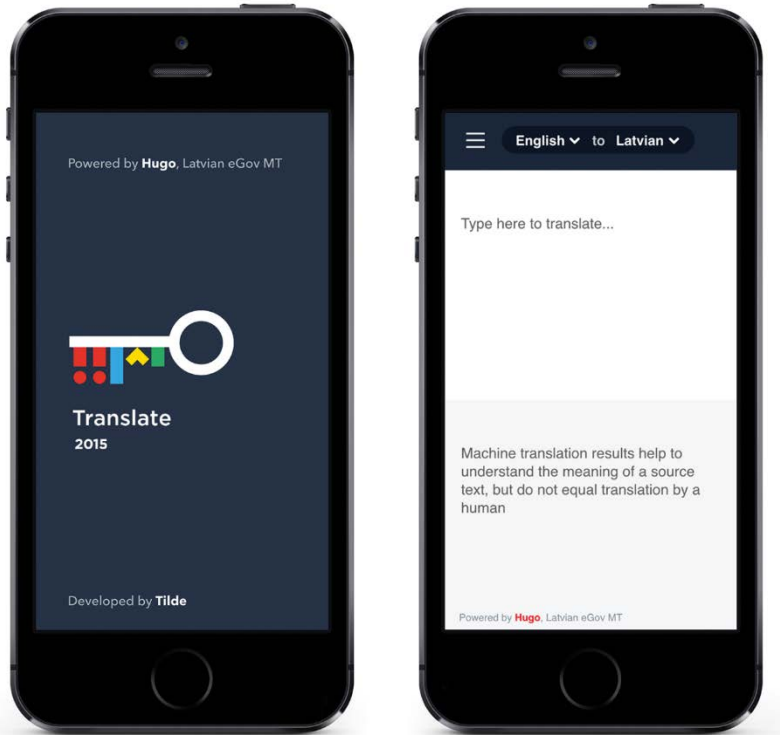 Powered by Hugo, Latvian eGov MT
Translate
2015
Developed by Tilde
English to Latvian
Type here to translate...
Machine translation results help to
understand the meaning of a source
text, but do not equal translation by a
human
Powered by Hugo, Latvian eGov MT